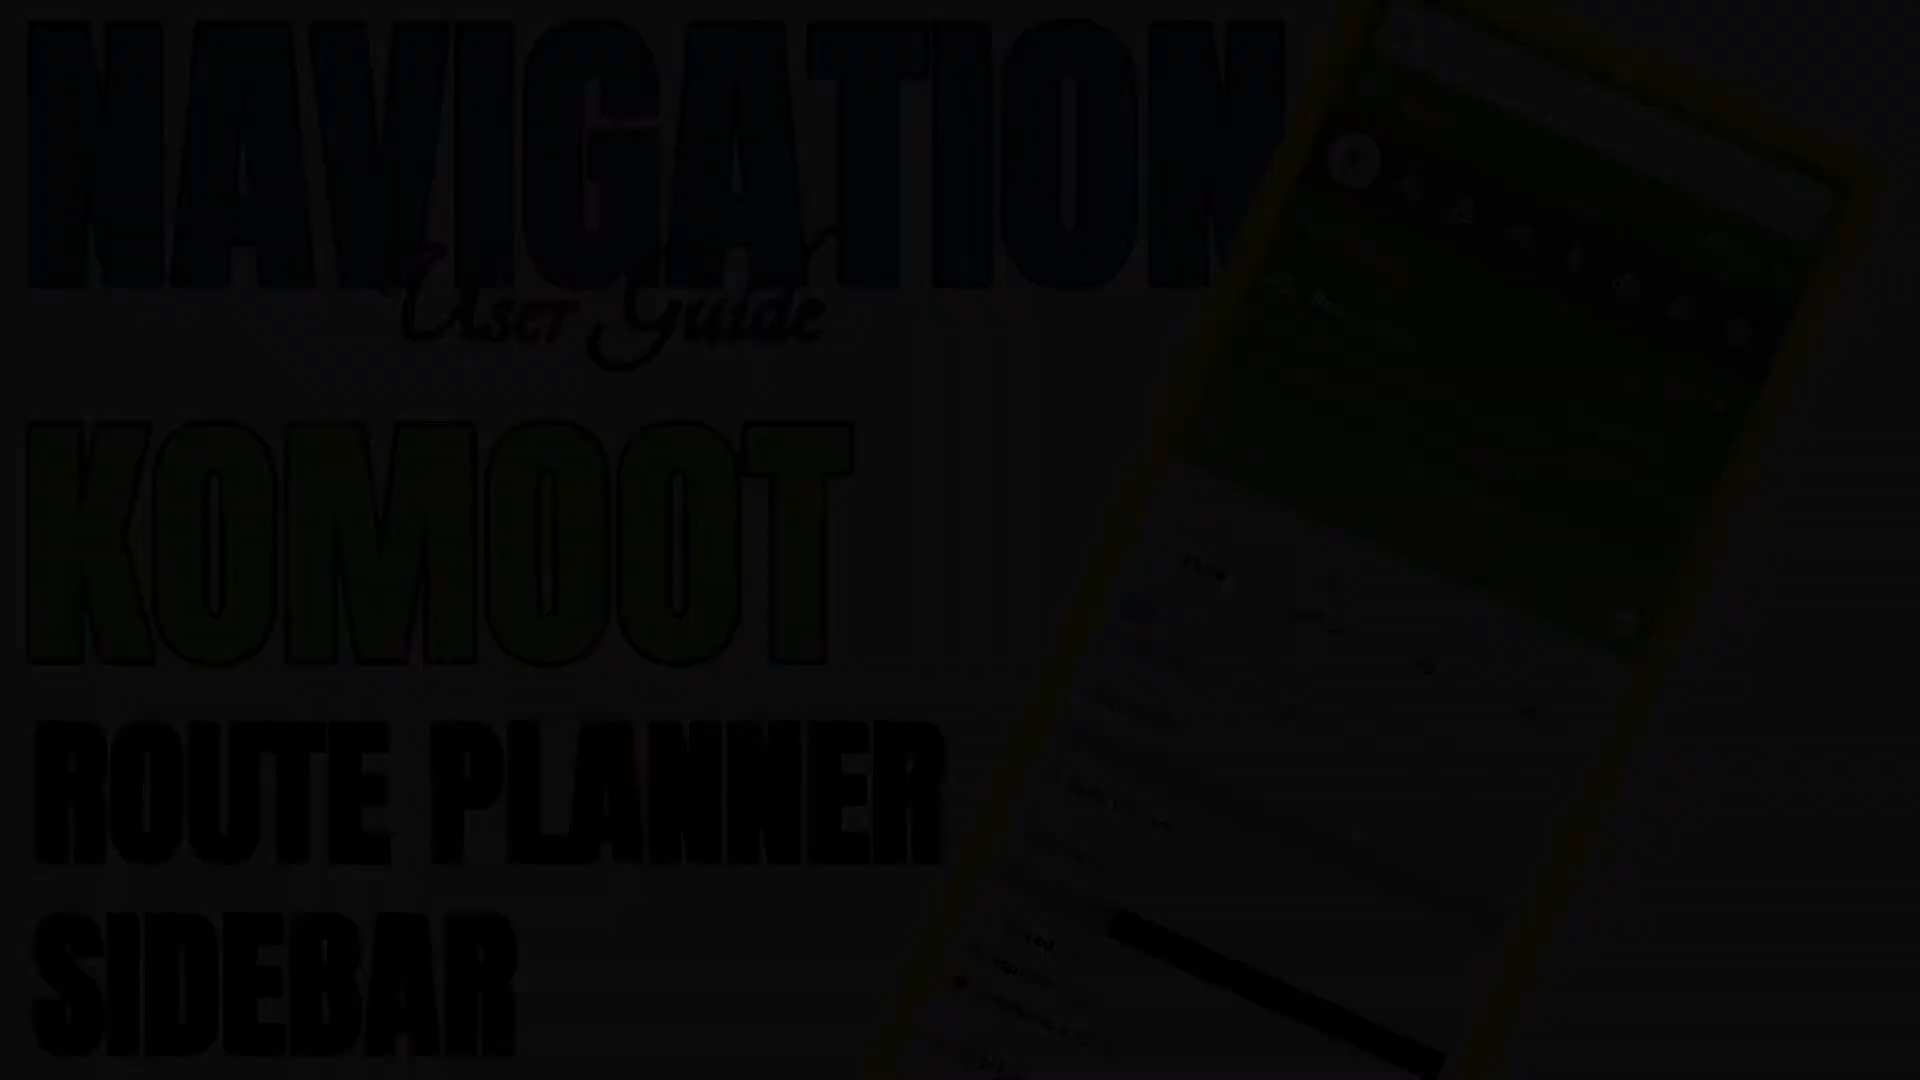 NAVIGATION
User Guide
KOMOOT
ROUTE PLANNER
SIDEBAR